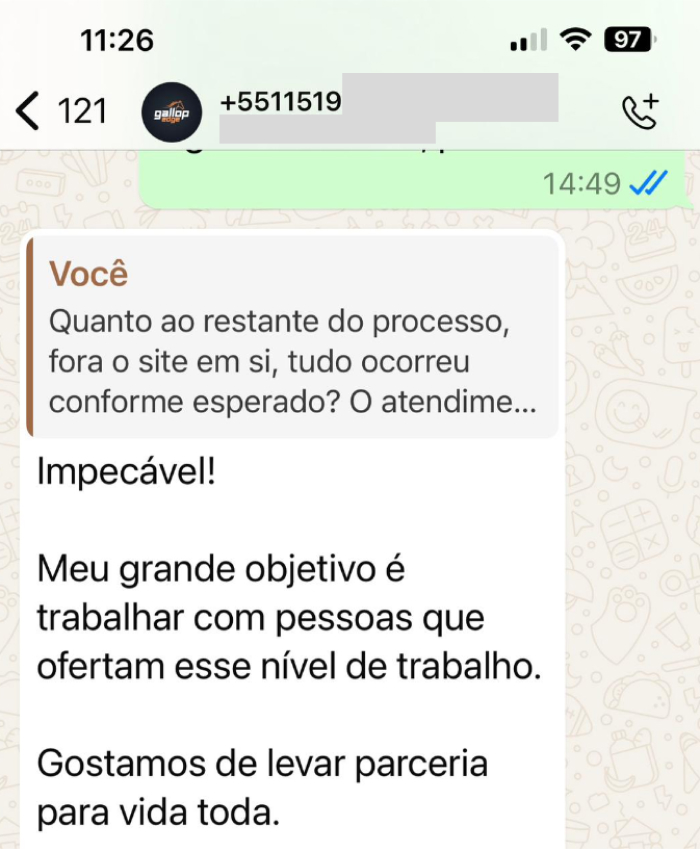 11:26
97
121
gallop
edge
+5511519
14:49
Você
Quanto ao restante do processo,
fora o site em si, tudo ocorreu
conforme esperado? O atendime...
Impecável!
Meu grande objetivo é
trabalhar com pessoas que
ofertam esse nível de trabalho.
Gostamos de levar parceria
para vida toda.